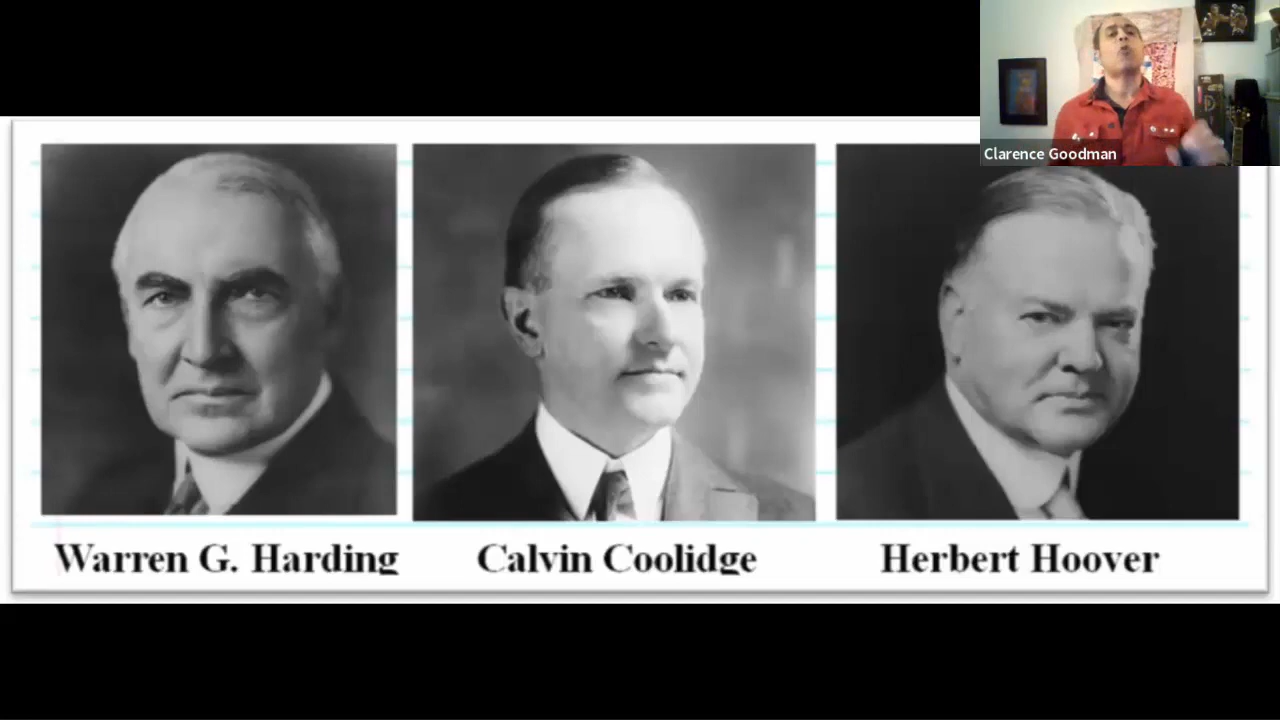 Clarence Goodman
Warren G. Harding
Calvin Coolidge
Herbert Hoover